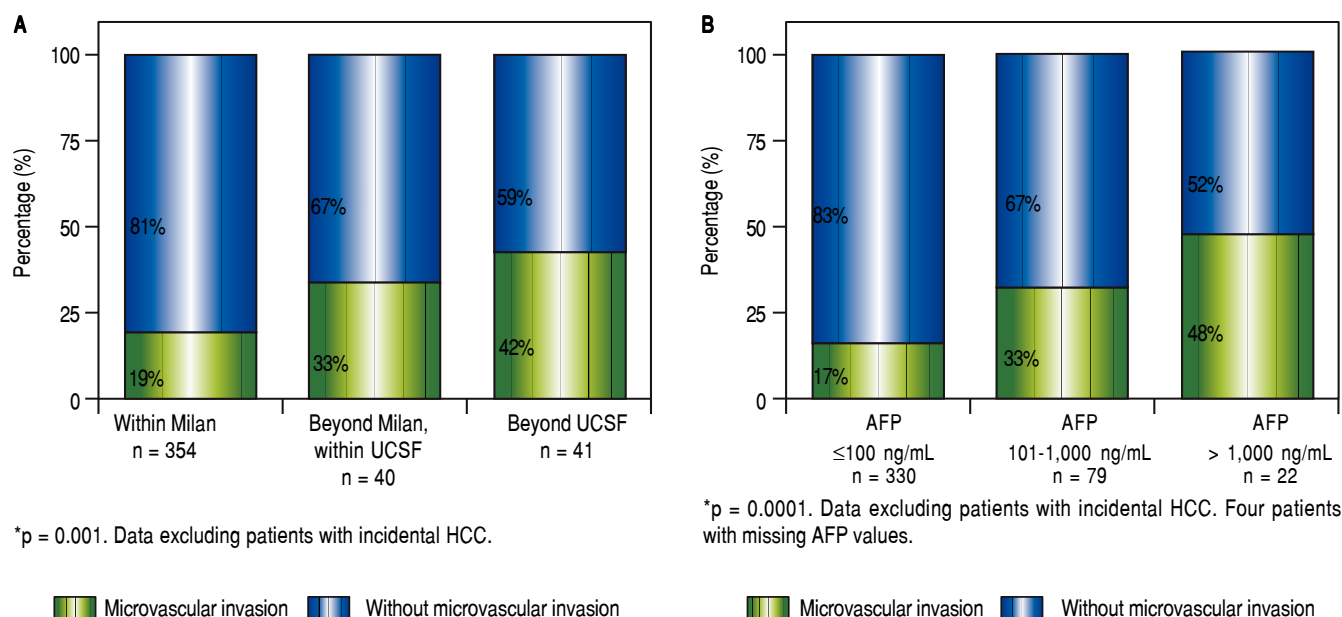 A
Percentage (%)
100
75
50
25
0
81%
67%
59%
19%
33%
42%
Within Milan
n = 354
Beyond Milan,
within UCSF
n = 40
Beyond UCSF
n = 41
*p = 0.001. Data excluding patients with incidental HCC.
Microvascular invasion
Without microvascular invasion
B
Percentage (%)
100
75
50
25
0
83%
67%
52%
17%
33%
48%
AFP
≤100 ng/mL
n = 330
AFP
101-1,000 ng/mL
n = 79
AFP
> 1,000 ng/mL
n = 22
*p = 0.0001. Data excluding patients with incidental HCC. Four patients
with missing AFP values.
Microvascular invasion
Without microvascular invasion